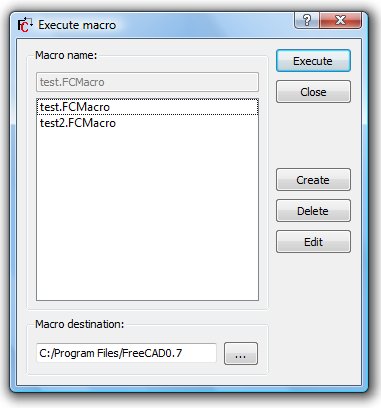 Execute macro
Macro name:
test.FCMacro
test.FCMacro
test2.FCMacro
Execute
Close
Create
Delete
Edit
Macro destination:
C:/Program Files/FreeCAD0.7
...